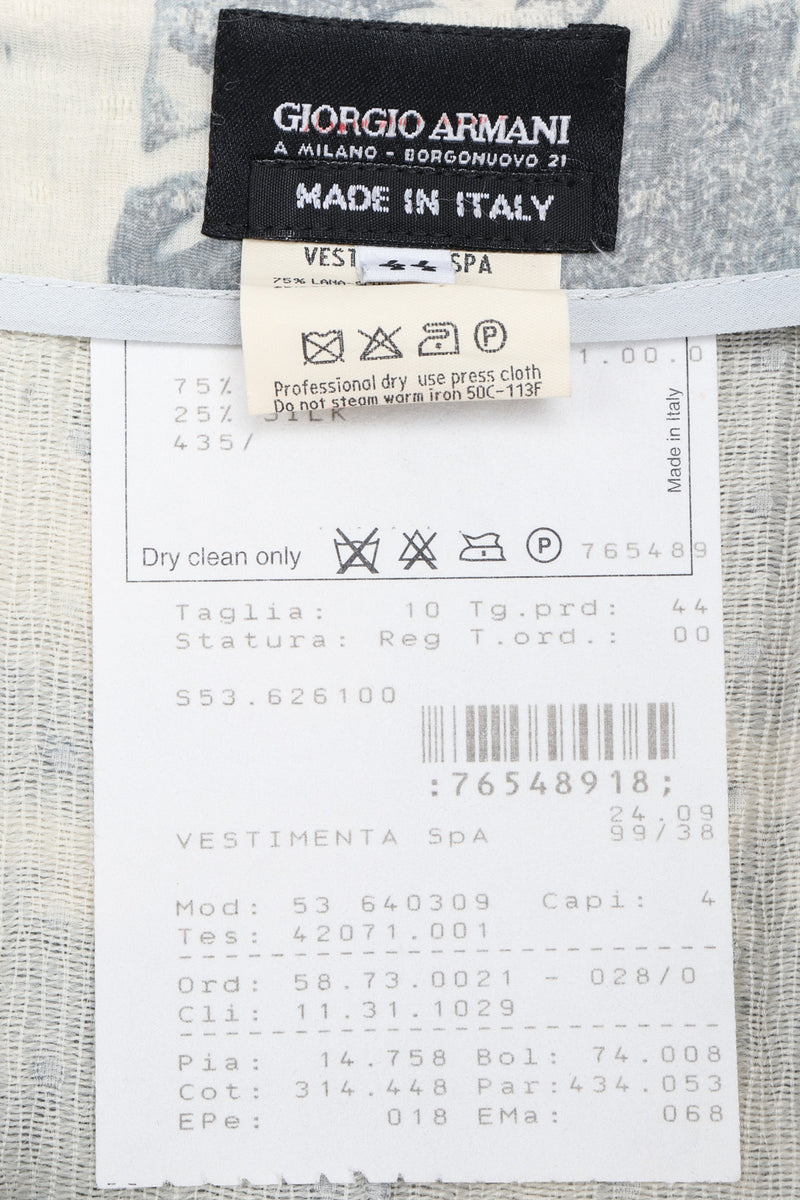 GIORGIO ARMANI
A MILANO - BORGONUOVO 21
MADE IN ITALY
VEST 44 SPA
75% LANA-S
P
Professional dry use press cloth
Do not steam warm iron 50C-113F
1.00.0
75%
25% SILK
435/
Made in Italy
Dry clean only P 765489
Taglia: 10 Tg.prd: 44
Statura: Reg T.ord.: 00
S53.626100
:76548918;
24.09
VESTIMENTA SpA 99/38
Mod: 53 640309 Capi: 4
Tes: 42071.001
Ord: 58.73.0021 - 028/0
Cli: 11.31.1029
Pia: 14.758 Bol: 74.008
Cot: 314.448 Par:434.053
EPe: 018 EMa: 068